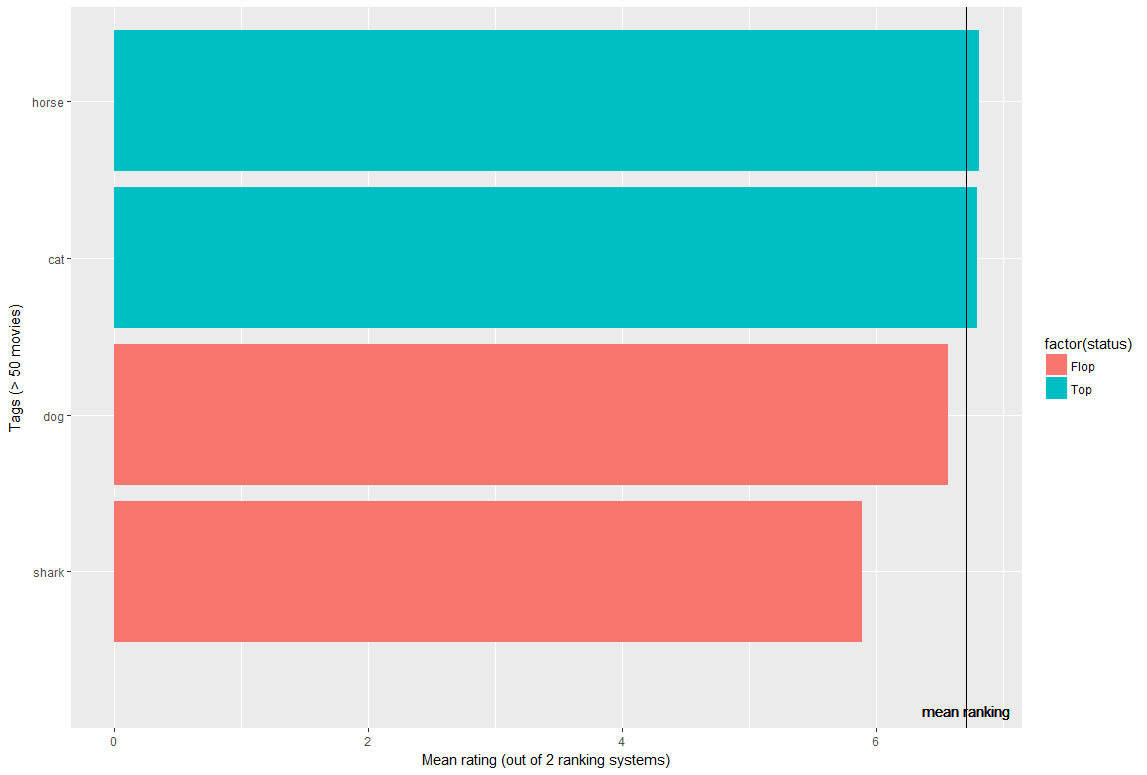 horse
cat
dog
shark
Tags (> 50 movies)
mean ranking
0
2
4
6
Mean rating (out of 2 ranking systems)
factor(status)
Flop
Top